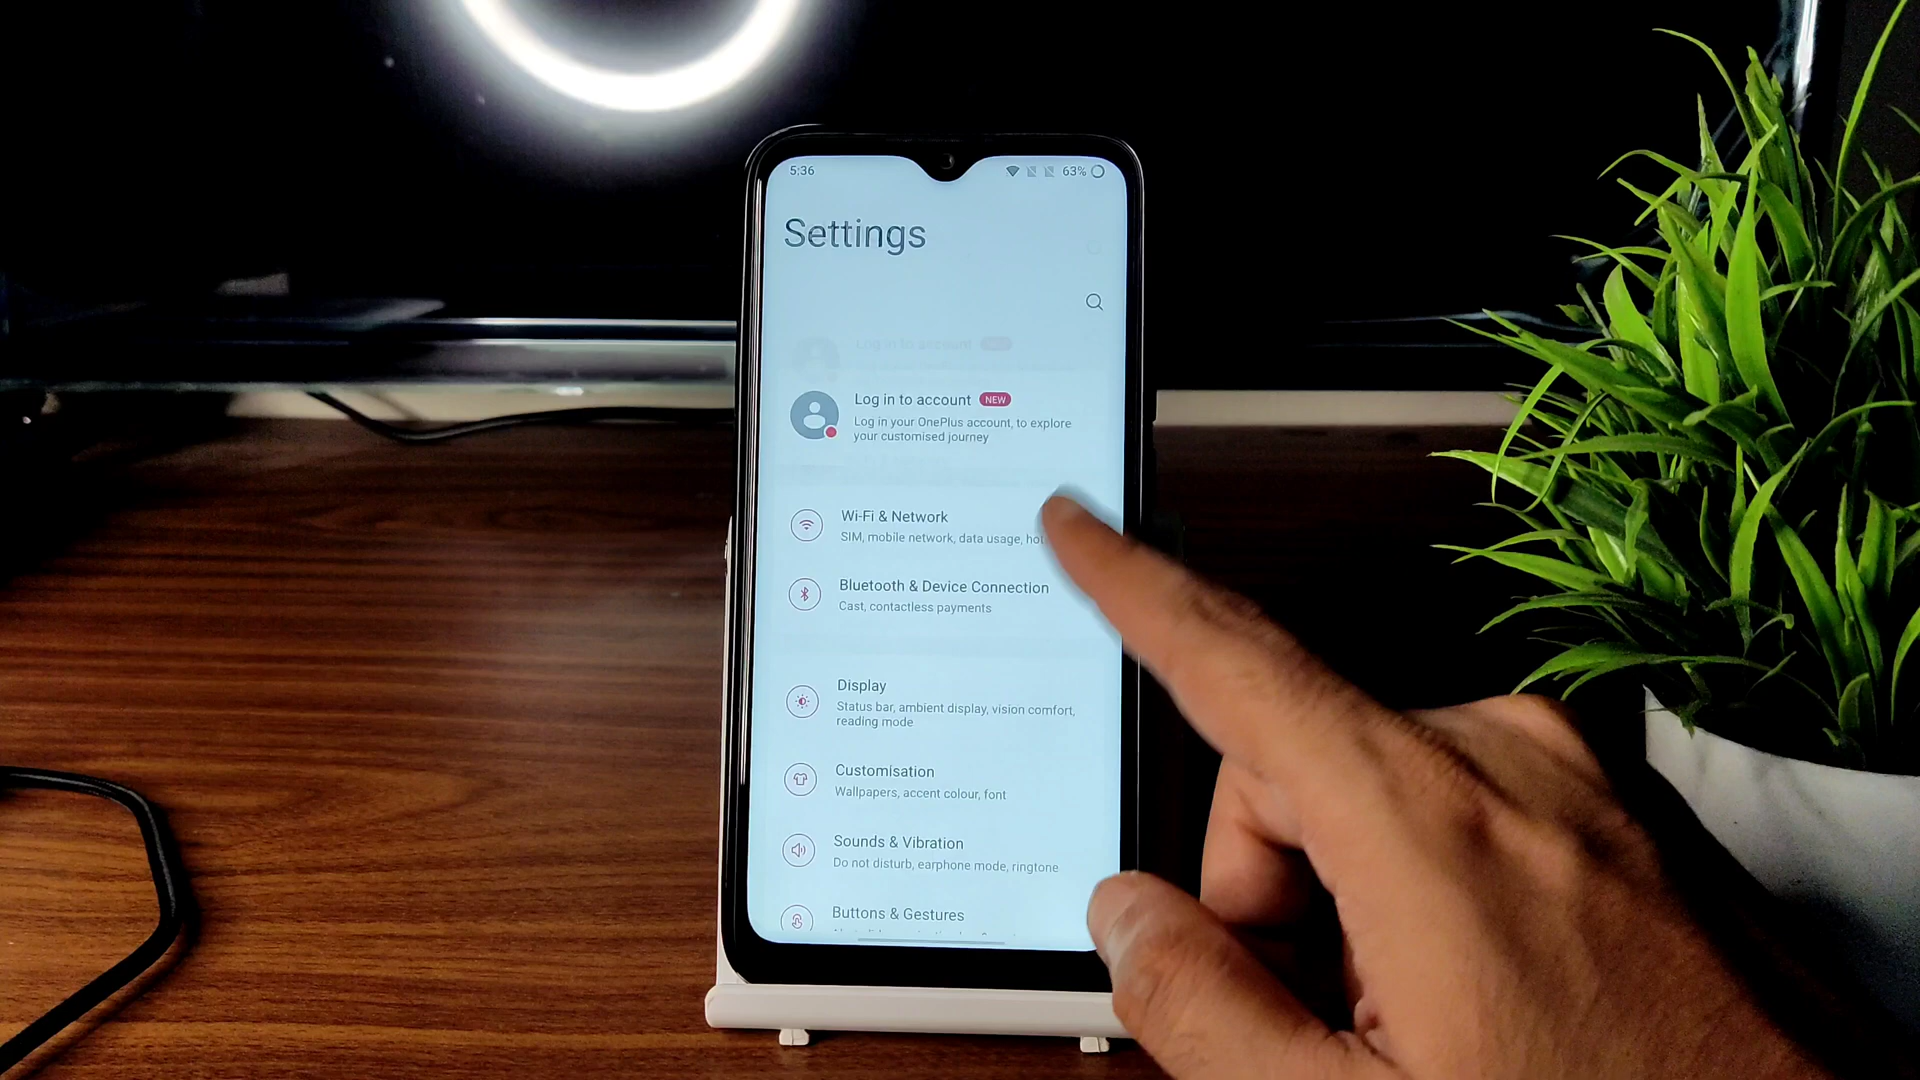 5:36
63%
Settings
Log in to account NEW
Log in your OnePlus account, to explore
your customised journey
Wi-Fi & Network
SIM, mobile network, data usage,
Bluetooth & Device Connection
Cast, contactless payments
Display
Status bar, ambient display, vision comfort,
reading mode
Customisation
Wallpapers, accent colour, font
Sounds & Vibration
Do not disturb, earphone mode, ringtone
Buttons & Gestures